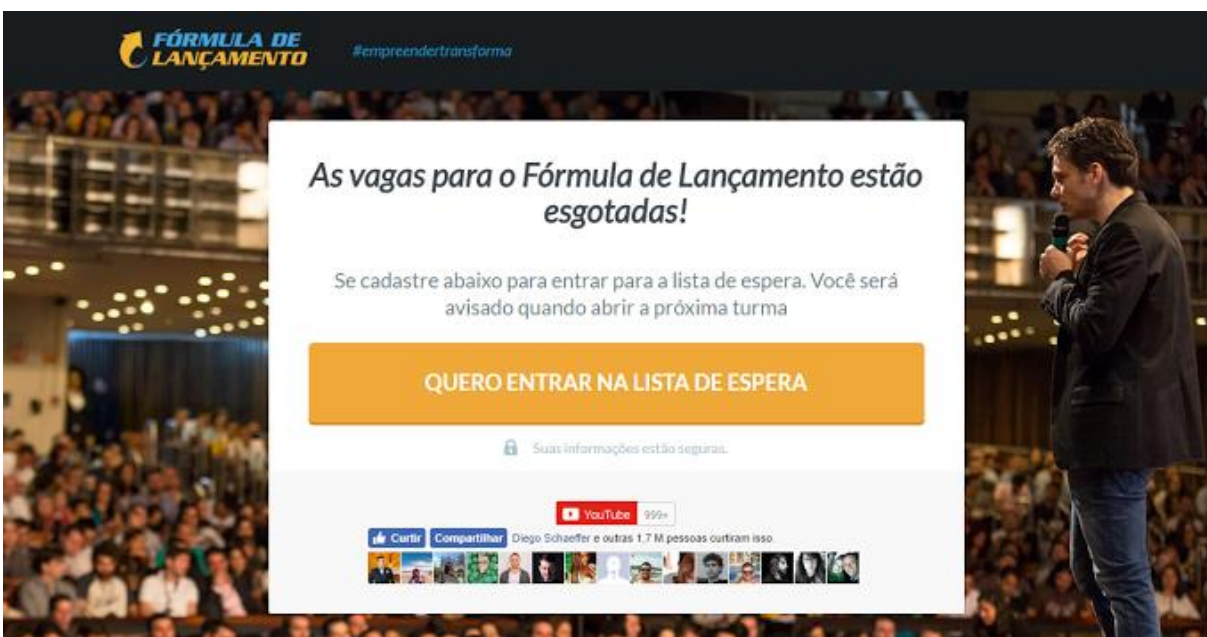 FÓRMULA DE
LANÇAMENTO
#empreendertransforma
As vagas para o Fórmula de Lançamento estão
esgotadas!
Se cadastre abaixo para entrar para a lista de espera. Você será
avisado quando abrir a próxima turma
QUERO ENTRAR NA LISTA DE ESPERA
Suas informações estão seguras.
YouTube 999+
Curtir Compartilhar Diego Schaeffer e outras 1,7 M pessoas curtiram isso.